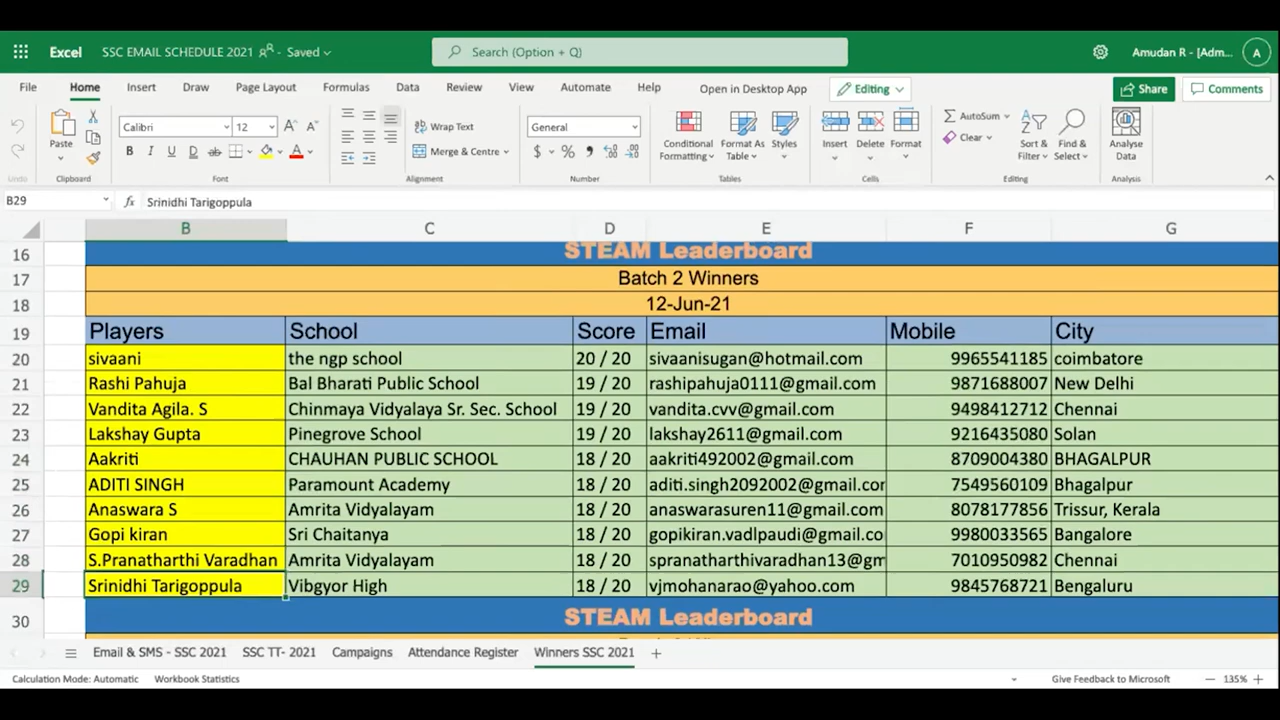 Excel SSC EMAIL SCHEDULE 2021 - Saved Search (Option + Q) Amudan R - [Adm... A
File Home Insert Draw Page Layout Formulas Data Review View Automate Help Open in Desktop App Editing Share Comments
Calibri 12 A A Wrap Text General AutoSum
Paste Conditional Formatting Format As Table Styles Insert Delete Format Clear Sort & Filter Find & Select Analyse Data
B I U D ab A Merge & Centre $ % 9
Undo Clipboard Font Alignment Number Tables Cells Editing Analysis
B29 fx Srinidhi Tarigoppula
B C D E F G
16 STEAM Leaderboard
17 Batch 2 Winners
18 12-Jun-21
19 Players School Score Email Mobile City
20 sivaani the ngp school 20 / 20 sivaanisugan@hotmail.com 9965541185 coimbatore
21 Rashi Pahuja Bal Bharati Public School 19 / 20 rashipahuja0111@gmail.com 9871688007 New Delhi
22 Vandita Agila. S Chinmaya Vidyalaya Sr. Sec. School 19 / 20 vandita.cvv@gmail.com 9498412712 Chennai
23 Lakshay Gupta Pinegrove School 19 / 20 lakshay2611@gmail.com 9216435080 Solan
24 Aakriti CHAUHAN PUBLIC SCHOOL 18 / 20 aakriti492002@gmail.com 8709004380 BHAGALPUR
25 ADITI SINGH Paramount Academy 18 / 20 aditi.singh2092002@gmail.cor 7549560109 Bhagalpur
26 Anaswara S Amrita Vidyalayam 18 / 20 anaswarasuren11@gmail.com 8078177856 Trissur, Kerala
27 Gopi kiran Sri Chaitanya 18 / 20 gopikiran.vadlpaudi@gmail.co 9980033565 Bangalore
28 S.Pranatharthi Varadhan Amrita Vidyalayam 18 / 20 spranatharthivaradhan13@gm 7010950982 Chennai
29 Srinidhi Tarigoppula Vibgyor High 18 / 20 vjmohanarao@yahoo.com 9845768721 Bengaluru
30 STEAM Leaderboard
Email & SMS - SSC 2021 SSC TT- 2021 Campaigns Attendance Register Winners SSC 2021
Calculation Mode: Automatic Workbook Statistics Give Feedback to Microsoft 135%